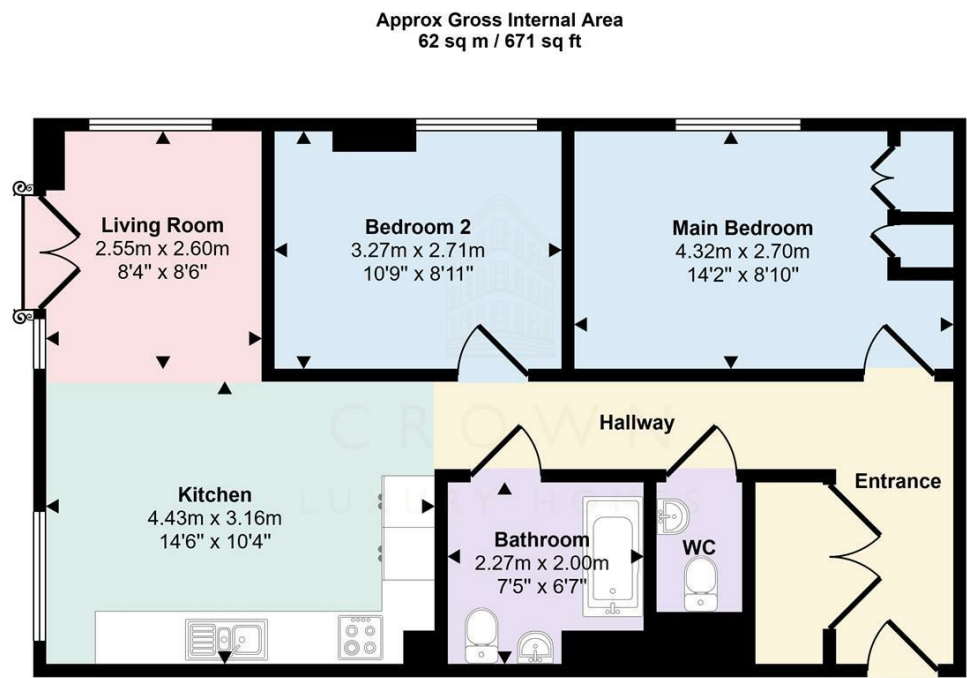 Approx Gross Internal Area
62 sq m / 671 sq ft
Living Room
2.55m x 2.60m
8'4" x 8'6"
Bedroom 2
3.27m x 2.71m
10'9" x 8'11"
Main Bedroom
4.32m x 2.70m
14'2" x 8'10"
CROWN
LUXURY HOMES
Hallway
Entrance
Kitchen
4.43m x 3.16m
14'6" x 10'4"
Bathroom
2.27m x 2.00m
7'5" x 6'7"
WC